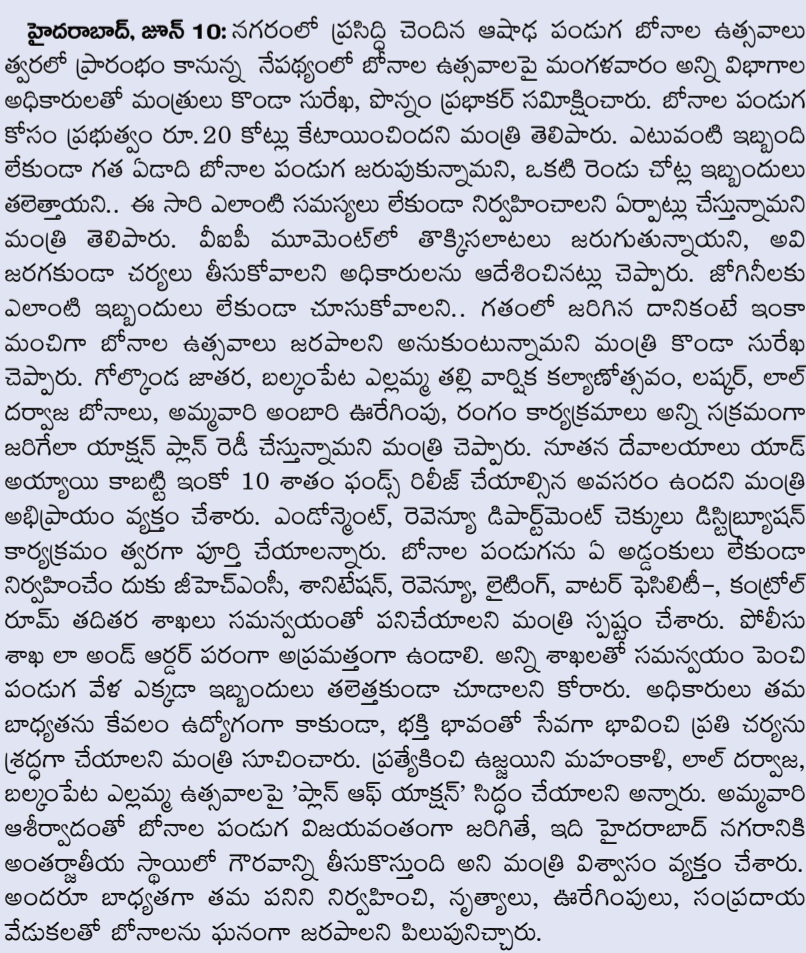 హైదరాబాద్, జూన్ 10: నగరంలో ప్రసిద్ధి చెందిన ఆషాఢ పండుగ బోనాల ఉత్సవాలు
త్వరలో ప్రారంభం కానున్న నేపథ్యంలో బోనాల ఉత్సవాలపై మంగళవారం అన్ని విభాగాల
అధికారులతో మంత్రులు కొండా సురేఖ, పొన్నం ప్రభాకర్ సమీక్షించారు. బోనాల పండుగ
కోసం ప్రభుత్వం రూ. 20 కోట్లు కేటాయించిందని మంత్రి తెలిపారు. ఎటువంటి ఇబ్బంది
లేకుండా గత ఏడాది బోనాల పండుగ జరుపుకున్నామని, ఒకటి రెండు చోట్ల ఇబ్బందులు
తలెత్తాయని.. ఈ సారి ఎలాంటి సమస్యలు లేకుండా నిర్వహించాలని ఏర్పాట్లు చేస్తున్నామని
మంత్రి తెలిపారు. వీఐపీ మూమెంట్‌లో తొక్కిసలాటలు జరుగుతున్నాయని, అవి
జరగకుండా చర్యలు తీసుకోవాలని అధికారులను ఆదేశించినట్లు చెప్పారు. జోగినీలకు
ఎలాంటి ఇబ్బందులు లేకుండా చూసుకోవాలని.. గతంలో జరిగిన దానికంటే ఇంకా
మంచిగా బోనాల ఉత్సవాలు జరపాలని అనుకుంటున్నామని మంత్రి కొండా సురేఖ
చెప్పారు. గోల్కొండ జాతర, బల్కంపేట ఎల్లమ్మ తల్లి వార్షిక కల్యాణోత్సవం, లష్కర్, లాల్
దర్వాజ బోనాలు, అమ్మవారి అంబారి ఊరేగింపు, రంగం కార్యక్రమాలు అన్ని సక్రమంగా
జరిగేలా యాక్షన్ ప్లాన్ రెడీ చేస్తున్నామని మంత్రి చెప్పారు. నూతన దేవాలయాలు యాడ్
అయ్యాయి కాబట్టి ఇంకో 10 శాతం ఫండ్స్ రిలీజ్ చేయాల్సిన అవసరం ఉందని మంత్రి
అభిప్రాయం వ్యక్తం చేశారు. ఎండోన్మెంట్, రెవెన్యూ డిపార్ట్‌మెంట్ చెక్కులు డిస్ట్రిబ్యూషన్
కార్యక్రమం త్వరగా పూర్తి చేయాలన్నారు. బోనాల పండుగను ఏ అడ్డంకులు లేకుండా
నిర్వహించేం దుకు జీహెచ్ఎంసీ, శానిటేషన్, రెవెన్యూ, లైటింగ్, వాటర్ ఫెసిలిటీ-, కంట్రోల్
రూమ్ తదితర శాఖలు సమన్వయంతో పనిచేయాలని మంత్రి స్పష్టం చేశారు. పోలీసు
శాఖ లా అండ్ ఆర్డర్ పరంగా అప్రమత్తంగా ఉండాలి. అన్ని శాఖలతో సమన్వయం పెంచి
పండుగ వేళ ఎక్కడా ఇబ్బందులు తలెత్తకుండా చూడాలని కోరారు. అధికారులు తమ
బాధ్యతను కేవలం ఉద్యోగంగా కాకుండా, భక్తి భావంతో సేవగా భావించి ప్రతి చర్యను
శ్రద్ధగా చేయాలని మంత్రి సూచించారు. ప్రత్యేకించి ఉజ్జయిని మహంకాళి, లాల్ దర్వాజ,
బల్కంపేట ఎల్లమ్మ ఉత్సవాలపై 'ప్లాన్ ఆఫ్ యాక్షన్' సిద్ధం చేయాలని అన్నారు. అమ్మవారి
ఆశీర్వాదంతో బోనాల పండుగ విజయవంతంగా జరిగితే, ఇది హైదరాబాద్ నగరానికి
అంతర్జాతీయ స్థాయిలో గౌరవాన్ని తీసుకొస్తుంది అని మంత్రి విశ్వాసం వ్యక్తం చేశారు.
అందరూ బాధ్యతగా తమ పనిని నిర్వహించి, నృత్యాలు, ఊరేగింపులు, సంప్రదాయ
వేడుకలతో బోనాలను ఘనంగా జరపాలని పిలుపునిచ్చారు.